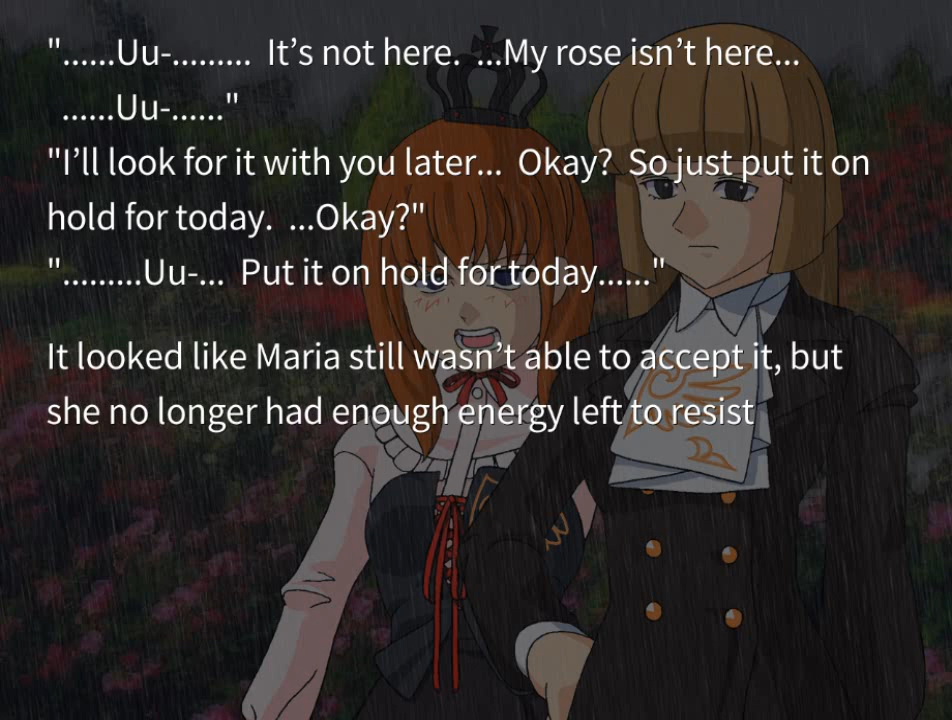 "......Uu-.........  It’s not here.  ...My rose isn’t here...
......Uu-......"
"I’ll look for it with you later...  Okay?  So just put it on
hold for today.  ...Okay?"
".........Uu-...  Put it on hold for today......"
It looked like Maria still wasn’t able to accept it, but
she no longer had enough energy left to resist